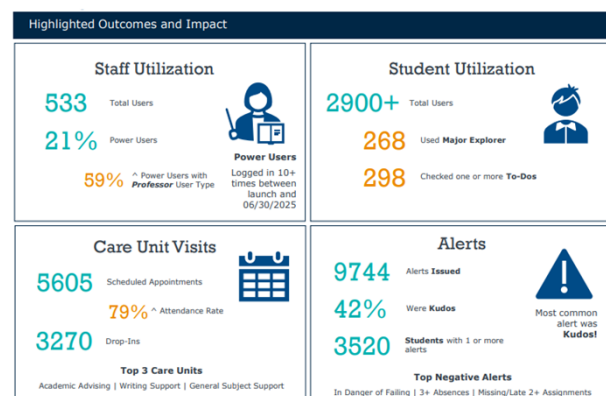 Highlighted Outcomes and Impact
Staff Utilization
533 Total Users
21% Power Users
59% ^ Power Users with
Professor User Type
Power Users
Logged in 10+
times between
launch and
06/30/2025
Student Utilization
2900+ Total Users
268 Used Major Explorer
298 Checked one or more To-Dos
Care Unit Visits
5605 Scheduled Appointments
79% ^ Attendance Rate
3270 Drop-Ins
Top 3 Care Units
Academic Advising | Writing Support | General Subject Support
Alerts
9744 Alerts Issued
42% Were Kudos
3520 Students with 1 or more
alerts
Most common
alert was
Kudos!
Top Negative Alerts
In Danger of Failing | 3+ Absences | Missing/Late 2+ Assignments